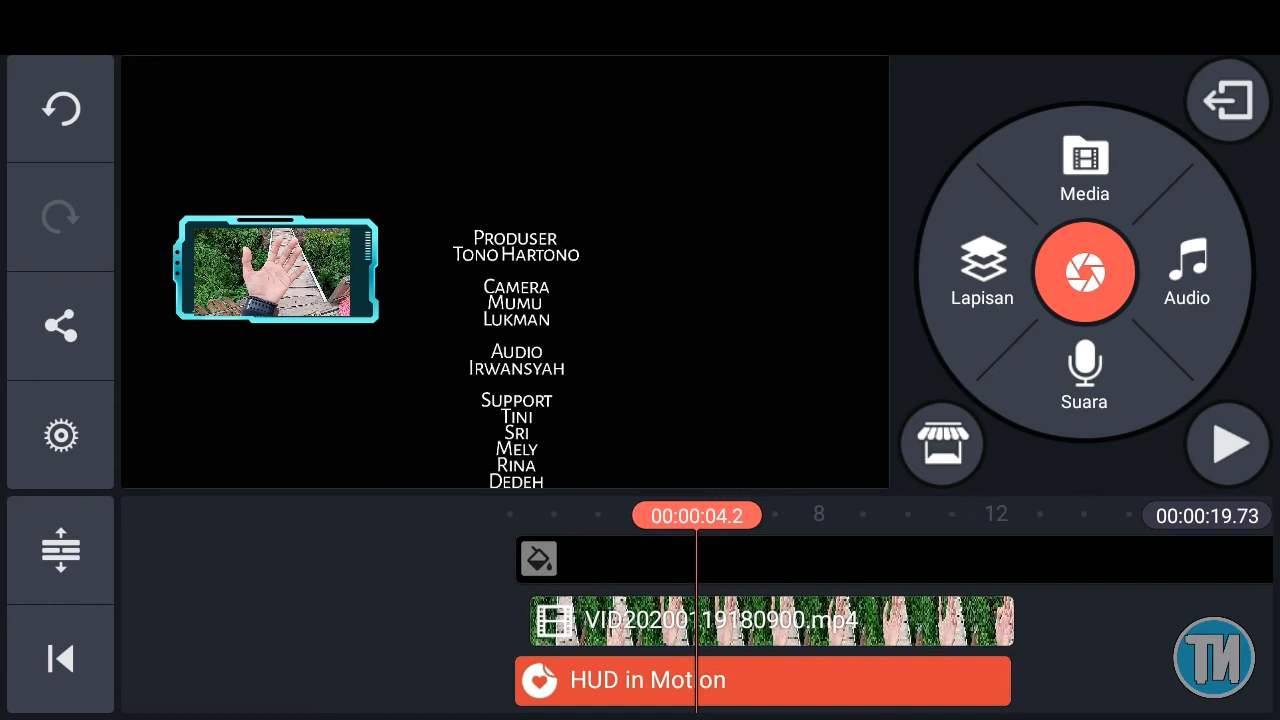 PRODUSER
TONO HARTONO
CAMERA
MUMU
LUKMAN
AUDIO
IRWANSYAH
SUPPORT
TINI
SRI
MELY
RINA
DEDEH
Media
Lapisan
Audio
Suara
00:00:04.2
8
12
00:00:19.73
VID20200119180900.mp4
HUD in Motion
TN